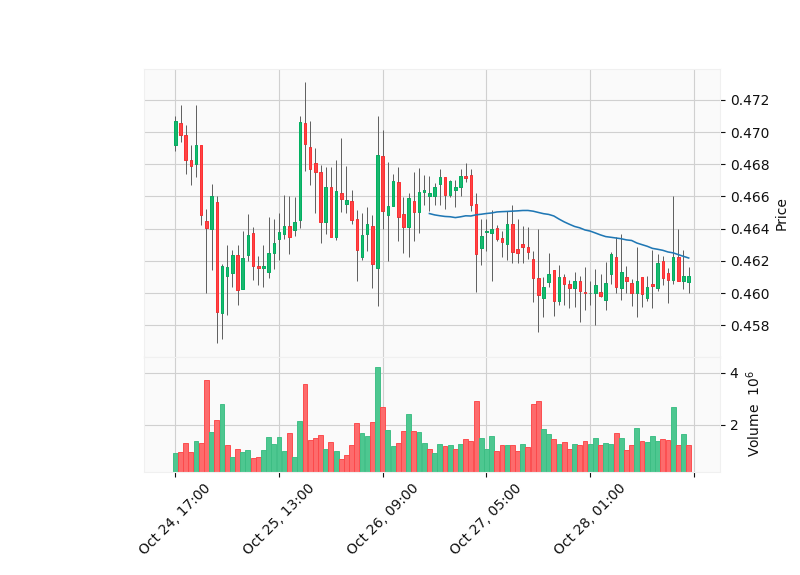 0.472
0.470
0.468
0.466
0.464
0.462
0.460
0.458
Price
4
2
Volume 10⁶
Oct 24, 17:00
Oct 25, 13:00
Oct 26, 09:00
Oct 27, 05:00
Oct 28, 01:00